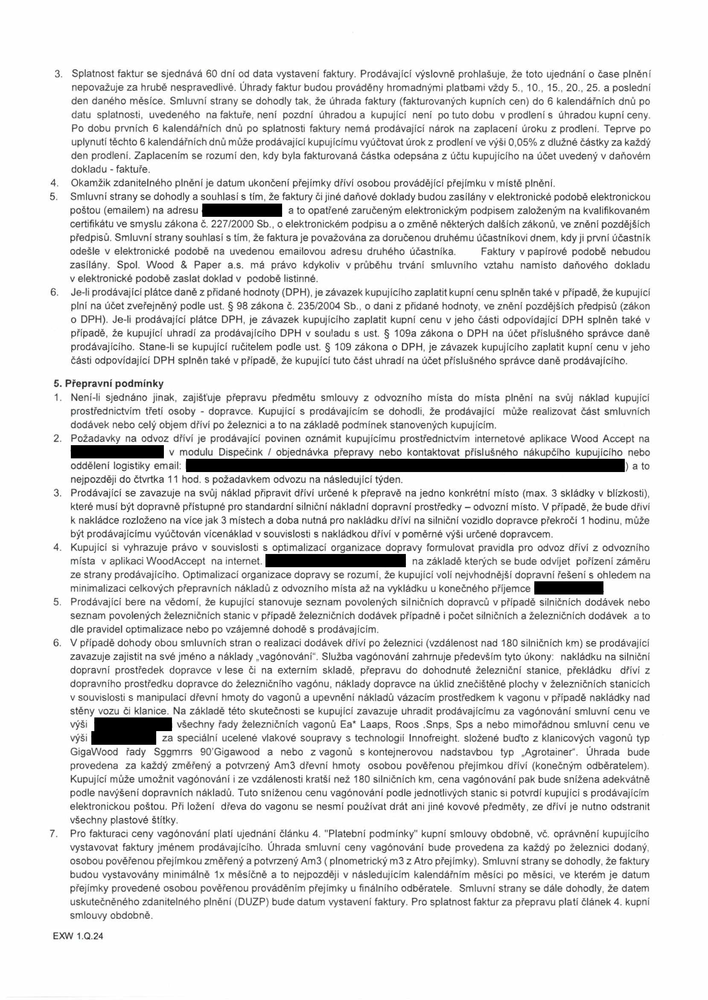 3. Splatnost faktur se sjednává 60 dní od data vystavení faktury. Prodávající výslovně prohlašuje, že toto ujednání o čase plnění
nepovažuje za hrubě nespravedlivé. Úhrady faktur budou prováděny hromadnými platbami vždy 5., 10., 15., 20., 25. a poslední
den daného měsíce. Smluvní strany se dohodly tak, že úhrada faktury (fakturovaných kupních cen) do 6 kalendářních dnů po
datu splatnosti, uvedeného na faktuře, není pozdní úhradou a kupující není po tuto dobu v prodlení s úhradou kupní ceny.
Po dobu prvních 6 kalendářních dnů po splatnosti faktury nemá prodávající nárok na zaplacení úroku z prodlení. Teprve po
uplynutí těchto 6 kalendářních dnů může prodávající kupujícímu vyúčtovat úrok z prodlení ve výši 0,05% z dlužné částky za každý
den prodlení. Zaplacením se rozumí den, kdy byla fakturovaná částka odepsána z účtu kupujícího na účet uvedený v daňovém
dokladu - faktuře.
4. Okamžik zdanitelného plnění je datum ukončení přejímky dříví osobou provádějící přejímku v místě plnění.
5. Smluvní strany se dohodly a souhlasí s tím, že faktury či jiné daňové doklady budou zasílány v elektronické podobě elektronickou
poštou (emailem) na adresu a to opatřené zaručeným elektronickým podpisem založeným na kvalifikovaném
certifikátu ve smyslu zákona č. 227/2000 Sb., o elektronickém podpisu a o změně některých dalších zákonů, ve znění pozdějších
předpisů. Smluvní strany souhlasí s tím, že faktura je považována za doručenou druhému účastníkovi dnem, kdy ji první účastník
odešle v elektronické podobě na uvedenou emailovou adresu druhého účastníka. Faktury v papírové podobě nebudou
zasílány. Spol. Wood & Paper a.s. má právo kdykoliv v průběhu trvání smluvního vztahu namísto daňového dokladu
v elektronické podobě zaslat doklad v podobě listinné.
6. Je-li prodávající plátce daně z přidané hodnoty (DPH), je závazek kupujícího zaplatit kupní cenu splněn také v případě, že kupující
plní na účet zveřejněný podle ust. § 98 zákona č. 235/2004 Sb., o dani z přidané hodnoty, ve znění pozdějších předpisů (zákon
o DPH). Je-li prodávající plátce DPH, je závazek kupujícího zaplatit kupní cenu v jeho části odpovídající DPH splněn také v
případě, že kupující uhradí za prodávajícího DPH v souladu s ust. § 109a zákona o DPH na účet příslušného správce daně
prodávajícího. Stane-li se kupující ručitelem podle ust. § 109 zákona o DPH, je závazek kupujícího zaplatit kupní cenu v jeho
části odpovídající DPH splněn také v případě, že kupující tuto část uhradí na účet příslušného správce daně prodávajícího.
5. Přepravní podmínky
1. Není-li sjednáno jinak, zajišťuje přepravu předmětu smlouvy z odvozního místa do místa plnění na svůj náklad kupující
prostřednictvím třetí osoby - dopravce. Kupující s prodávajícím se dohodli, že prodávající může realizovat část smluvních
dodávek nebo celý objem dříví po železnici a to na základě podmínek stanovených kupujícím.
2. Požadavky na odvoz dříví je prodávající povinen oznámit kupujícímu prostřednictvím internetové aplikace Wood Accept na
v modulu Dispečink / objednávka přepravy nebo kontaktovat příslušného nákupčího kupujícího nebo
oddělení logistiky email: ) a to
nejpozději do čtvrtka 11 hod. s požadavkem odvozu na následující týden.
3. Prodávající se zavazuje na svůj náklad připravit dříví určené k přepravě na jedno konkrétní místo (max. 3 skládky v blízkosti),
které musí být dopravně přístupné pro standardní silniční nákladní dopravní prostředky – odvozní místo. V případě, že bude dříví
k nakládce rozloženo na více jak 3 místech a doba nutná pro nakládku dříví na silniční vozidlo dopravce překročí 1 hodinu, může
být prodávajícímu vyúčtován vícenáklad v souvislosti s nakládkou dříví v poměrné výši určené dopravcem.
4. Kupující si vyhrazuje právo v souvislosti s optimalizací organizace dopravy formulovat pravidla pro odvoz dříví z odvozního
místa v aplikaci WoodAccept na internet. na základě kterých se bude odvíjet pořízení záměru
ze strany prodávajícího. Optimalizací organizace dopravy se rozumí, že kupující volí nejvhodnější dopravní řešení s ohledem na
minimalizaci celkových přepravních nákladů z odvozního místa až na vykládku u konečného příjemce
5. Prodávající bere na vědomí, že kupující stanovuje seznam povolených silničních dopravců v případě silničních dodávek nebo
seznam povolených železničních stanic v případě železničních dodávek případně i počet silničních a železničních dodávek a to
dle pravidel optimalizace nebo po vzájemné dohodě s prodávajícím.
6. V případě dohody obou smluvních stran o realizaci dodávek dříví po železnici (vzdálenost nad 180 silničních km) se prodávající
zavazuje zajistit na své jméno a náklady „vagónování“. Služba vagónování zahrnuje především tyto úkony: nakládku na silniční
dopravní prostředek dopravce v lese či na externím skladě, přepravu do dohodnuté železniční stanice, překládku dříví z
dopravního prostředku dopravce do železničního vagónu, náklady dopravce na úklid znečištěné plochy v železničních stanicích
v souvislosti s manipulací dřevní hmoty do vagonů a upevnění nákladů vázacím prostředkem k vagonu v případě nakládky nad
stěny vozu či klanice. Na základě této skutečnosti se kupující zavazuje uhradit prodávajícímu za vagónování smluvní cenu ve
výši všechny řady železničních vagonů Ea* Laaps, Roos .Snps, Sps a nebo mimořádnou smluvní cenu ve
výši za speciální ucelené vlakové soupravy s technologií Innofreight. složené buďto z klanicových vagonů typ
GigaWood řady Sggmrrs 90'Gigawood a nebo z vagonů s kontejnerovou nadstavbou typ „Agrotainer“. Úhrada bude
provedena za každý změřený a potvrzený Am3 dřevní hmoty osobou pověřenou přejímkou dříví (konečným odběratelem).
Kupující může umožnit vagónování i ze vzdálenosti kratší než 180 silničních km, cena vagónování pak bude snížena adekvátně
podle navýšení dopravních nákladů. Tuto sníženou cenu vagónování podle jednotlivých stanic si potvrdí kupující s prodávajícím
elektronickou poštou. Při ložení dřeva do vagonu se nesmí používat drát ani jiné kovové předměty, ze dříví je nutno odstranit
všechny plastové štítky.
7. Pro fakturaci ceny vagónování platí ujednání článku 4. "Platební podmínky" kupní smlouvy obdobně, vč. oprávnění kupujícího
vystavovat faktury jménem prodávajícího. Úhrada smluvní ceny vagónování bude provedena za každý po železnici dodaný,
osobou pověřenou přejímkou změřený a potvrzený Am3 ( plnometrický m3 z Atro přejímky). Smluvní strany se dohodly, že faktury
budou vystavovány minimálně 1x měsíčně a to nejpozději v následujícím kalendářním měsíci po měsíci, ve kterém je datum
přejímky provedené osobou pověřenou prováděním přejímky u finálního odběratele. Smluvní strany se dále dohodly, že datem
uskutečněného zdanitelného plnění (DUZP) bude datum vystavení faktury. Pro splatnost faktur za přepravu platí článek 4. kupní
smlouvy obdobně.
EXW 1.Q.24